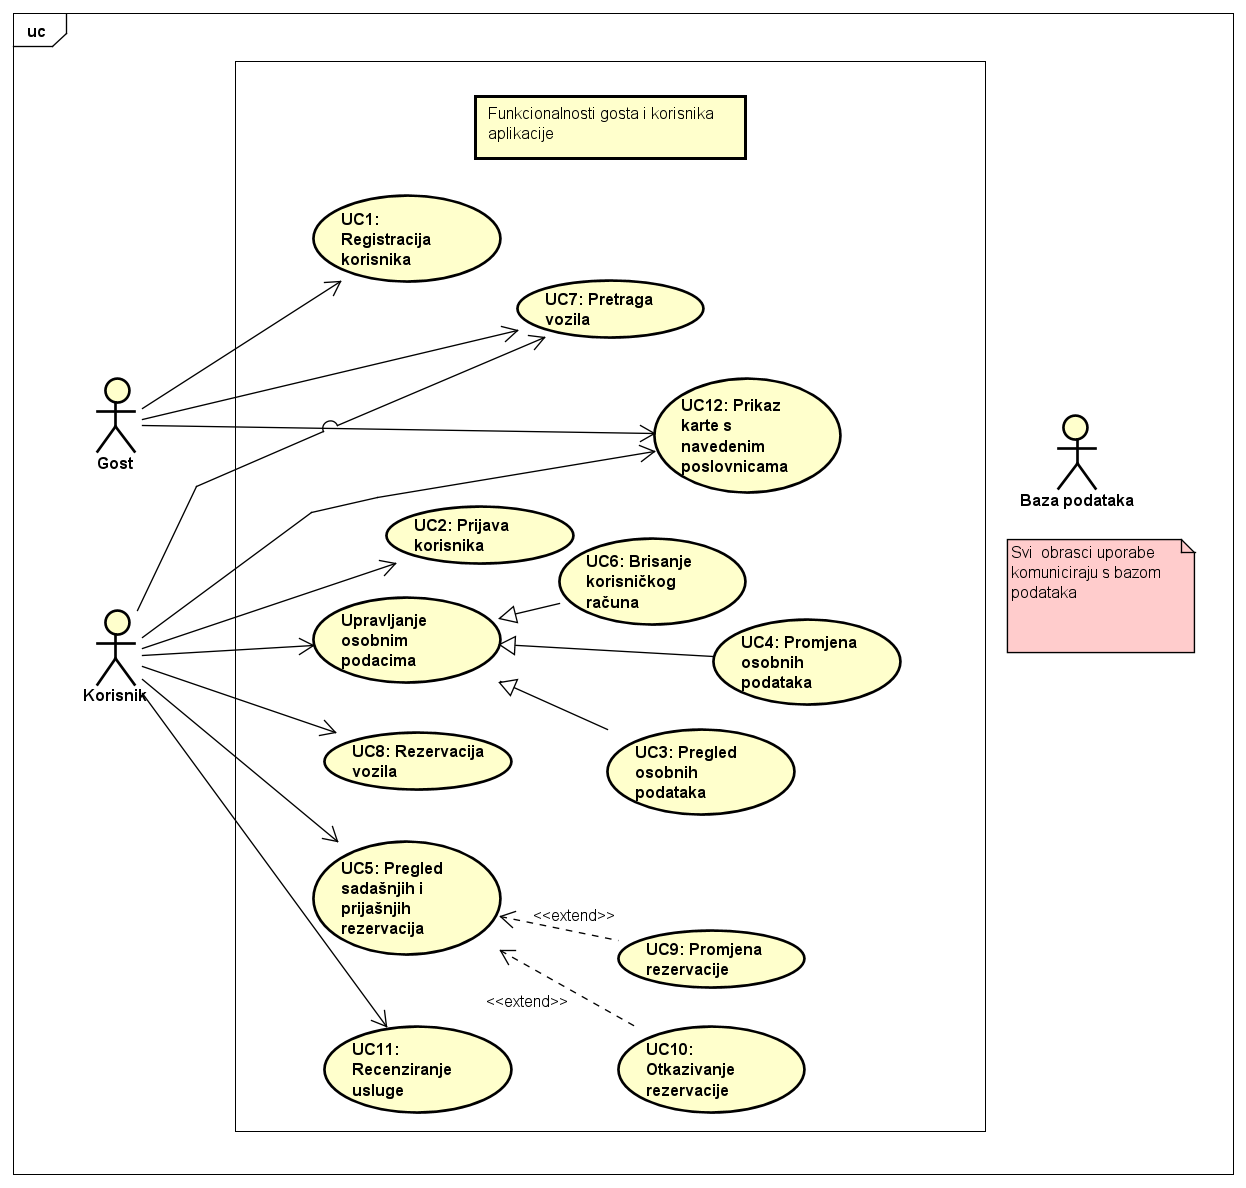 uc
Funkcionalnosti gosta i korisnika
aplikacije
UC1:
Registracija
korisnika
UC7: Pretraga
vozila
Gost
UC12: Prikaz
karte s
navedenim
poslovnicama
Baza podataka
Svi  obrasci uporabe
komuniciraju s bazom
podataka
UC2: Prijava
korisnika
UC6: Brisanje
korisničkog
računa
Upravljanje
osobnim
podacima
UC4: Promjena
osobnih
podataka
Korisnik
UC8: Rezervacija
vozila
UC3: Pregled
osobnih
podataka
UC5: Pregled
sadašnjih i
prijašnjih
rezervacija
<<extend>>
UC9: Promjena
rezervacije
<<extend>>
UC11:
Recenziranje
usluge
UC10:
Otkazivanje
rezervacije